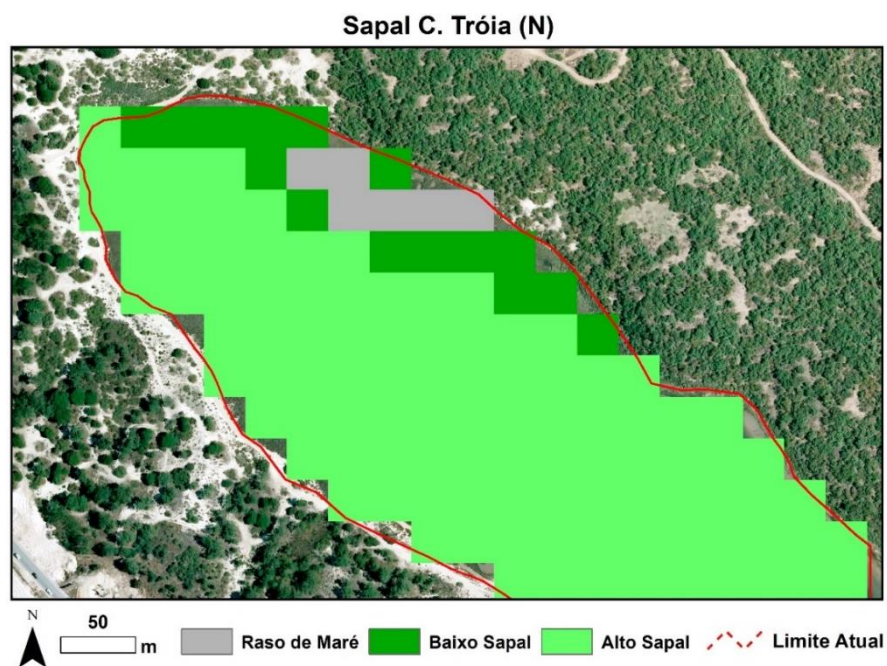 Sapal C. Tróia (N)
N
50
m
Raso de Maré
Baixo Sapal
Alto Sapal
Limite Atual